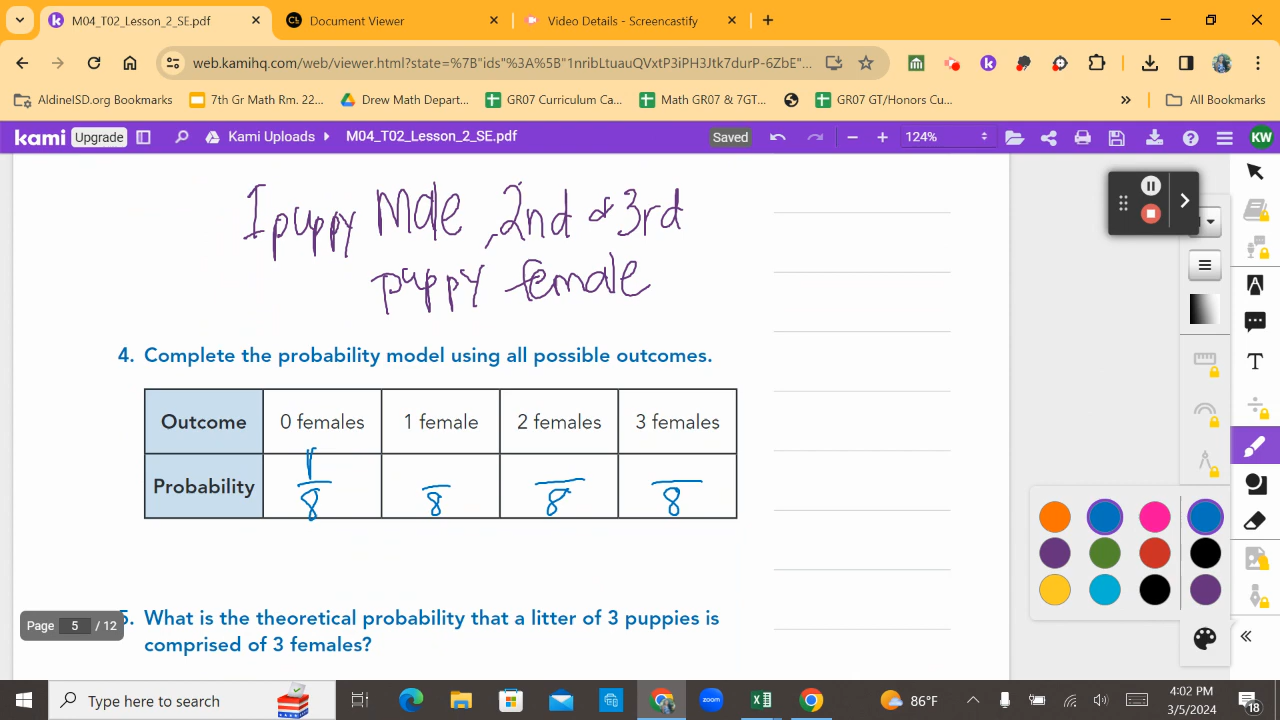 M04_T02_Lesson_2_SE.pdf
Document Viewer
Video Details - Screencastify
web.kamihq.com/web/viewer.html?state=%7B"ids"%3A%5B"1nribLtuauQVxtP3iPH3Jtk7durP-6ZbE"...
AldineISD.org Bookmarks
7th Gr Math Rm. 22...
Drew Math Depart...
GR07 Curriculum Ca...
Math GR07 & 7GT...
GR07 GT/Honors Cu...
All Bookmarks
kami Upgrade
Kami Uploads
M04_T02_Lesson_2_SE.pdf
Saved
124%
KW
1 puppy Male, 2nd & 3rd
puppy female
4. Complete the probability model using all possible outcomes.
Outcome 0 females 1 female 2 females 3 females
Probability 1/8 /8 /8 /8
5. What is the theoretical probability that a litter of 3 puppies is
comprised of 3 females?
Page 5 / 12
Type here to search
86°F
4:02 PM
3/5/2024
18